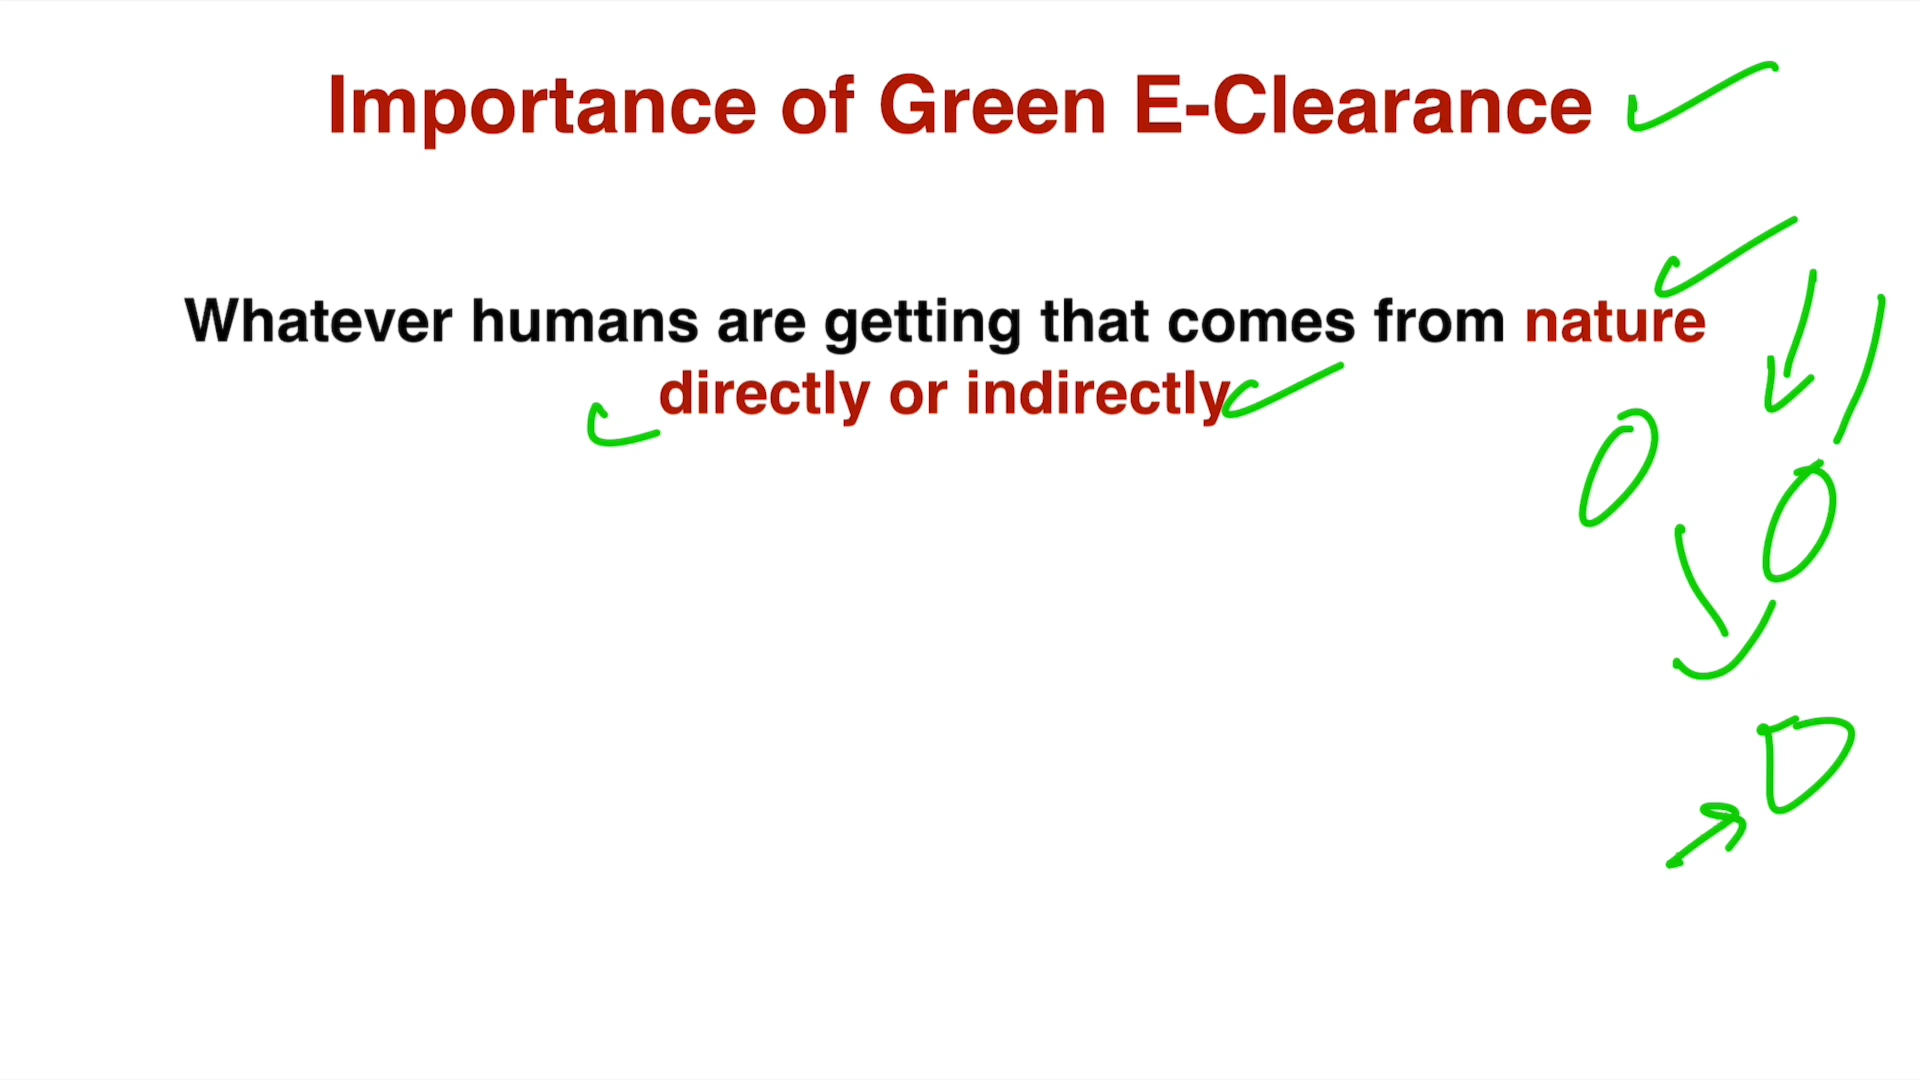 Importance of Green E-Clearance
Whatever humans are getting that comes from nature
directly or indirectly